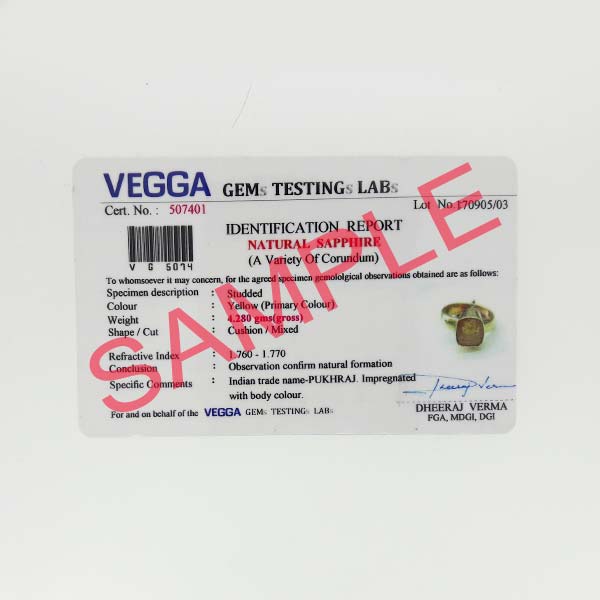 VEGGA GEMs TESTINGs LABs
Cert. No. : 507401
Lot No.170905/03
IDENTIFICATION REPORT
NATURAL SAPPHIRE
(A Variety Of Corundum)
V G 5074
To whomsoever it may concern, for the agreed specimen gemololgical observations obtained are as follows:
Specimen description : Studded
Colour : Yellow (Primary Colour)
Weight : 4.280 gms(gross)
Shape / Cut : Cushion / Mixed
Refractive Index : 1.760 - 1.770
Conclusion : Observation confirm natural formation
Specific Comments : Indian trade name-PUKHRAJ. Impregnated
with body colour.
For and on behalf of the VEGGA GEMs TESTINGs LABs
Dheeraj Verm
DHEERAJ VERMA
FGA, MDGI, DGI
SAMPLE